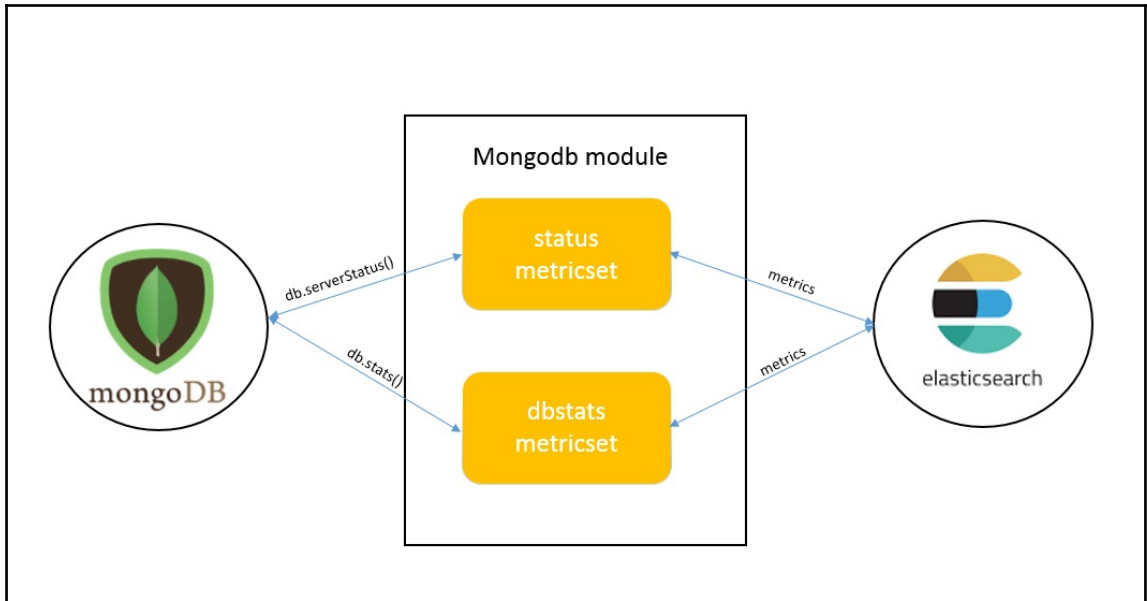 Mongodb module
status
metricset
db.serverStatus()
metrics
mongoDB
elasticsearch
db.stats()
metrics
dbstats
metricset